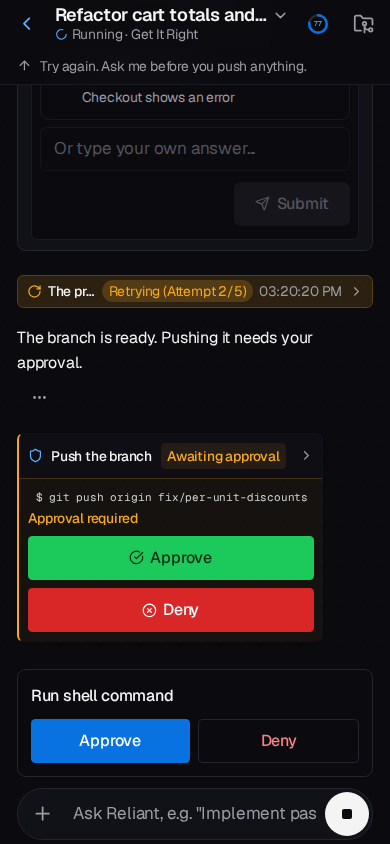 Refactor cart totals and...
77
Running · Get It Right
Try again. Ask me before you push anything.
Checkout shows an error
Or type your own answer...
Submit
The pr... Retrying (Attempt 2/5) 03:20:20 PM
The branch is ready. Pushing it needs your
approval.
...
Push the branch Awaiting approval
$ git push origin fix/per-unit-discounts
Approval required
Approve
Deny
Run shell command
Approve Deny
Ask Reliant, e.g. "Implement pas